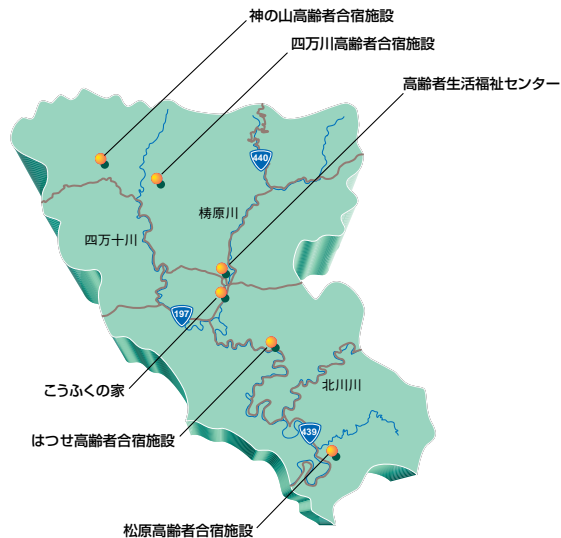 神の山高齢者合宿施設
四万川高齢者合宿施設
高齢者生活福祉センター
440
梼原川
四万十川
197
こうふくの家
北川川
439
はつせ高齢者合宿施設
松原高齢者合宿施設